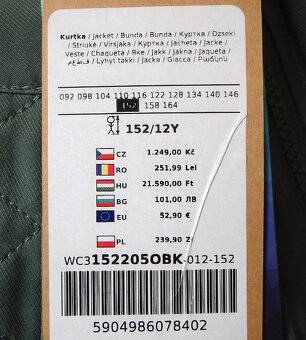 Kurtka / Jacket / Bunda / Bunda / Куртка / Dzseki
/ Striukė / Virsjaka / Куртка / Jacheta / Jacke /
Veste / Chaqueta / Яке / Jakk / Jakna / Jaqueta /
معطف / Lyhyt takki / Jacka / Giacca / Բաճկոն
092 098 104 110 116 122 128 134 140 146
152 158 164
152/12Y
CZ 1.249,00 Kč
RO 251,99 Lei
HU 21.590,00 Ft
BG 101,00 ЛВ
EU 52,90 €
PL 239,90 Zł
WC3152205OBK-012-152
5904986078402